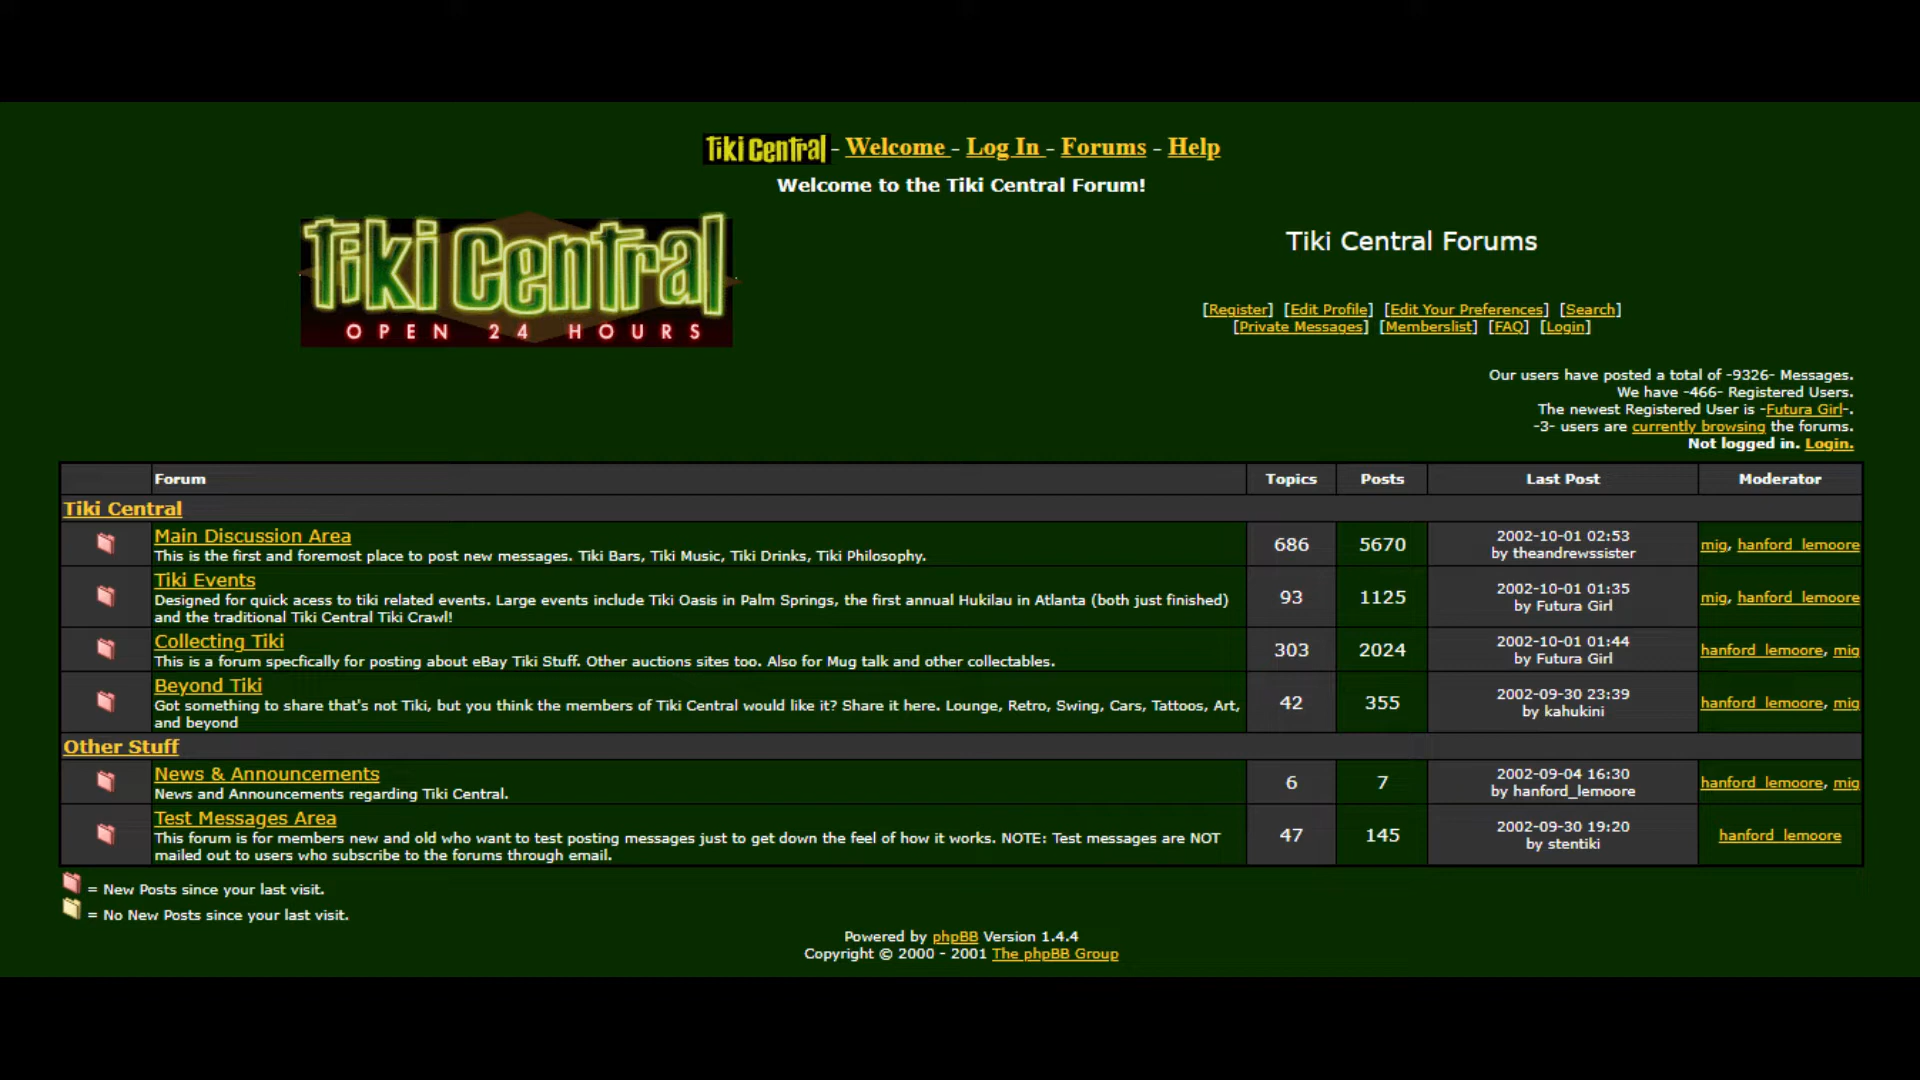 Tiki Central - Welcome - Log In - Forums - Help
Welcome to the Tiki Central Forum!
Tiki Central
OPEN 24 HOURS
Tiki Central Forums
[Register] [Edit Profile] [Edit Your Preferences] [Search]
[Private Messages] [Memberslist] [FAQ] [Login]
Our users have posted a total of -9326- Messages.
We have -466- Registered Users.
The newest Registered User is -Futura Girl-.
-3- users are currently browsing the forums.
Not logged in. Login.
Forum Topics Posts Last Post Moderator
Tiki Central
Main Discussion Area
This is the first and foremost place to post new messages. Tiki Bars, Tiki Music, Tiki Drinks, Tiki Philosophy.
686 5670 2002-10-01 02:53
by theandrewssister
mig, hanford_lemoore
Tiki Events
Designed for quick acess to tiki related events. Large events include Tiki Oasis in Palm Springs, the first annual Hukilau in Atlanta (both just finished)
and the traditional Tiki Central Tiki Crawl!
93 1125 2002-10-01 01:35
by Futura Girl
mig, hanford_lemoore
Collecting Tiki
This is a forum specfically for posting about eBay Tiki Stuff. Other auctions sites too. Also for Mug talk and other collectables.
303 2024 2002-10-01 01:44
by Futura Girl
hanford_lemoore, mig
Beyond Tiki
Got something to share that's not Tiki, but you think the members of Tiki Central would like it? Share it here. Lounge, Retro, Swing, Cars, Tattoos, Art,
and beyond
42 355 2002-09-30 23:39
by kahukini
hanford_lemoore, mig
Other Stuff
News & Announcements
News and Announcements regarding Tiki Central.
6 7 2002-09-04 16:30
by hanford_lemoore
hanford_lemoore, mig
Test Messages Area
This forum is for members new and old who want to test posting messages just to get down the feel of how it works. NOTE: Test messages are NOT
mailed out to users who subscribe to the forums through email.
47 145 2002-09-30 19:20
by stentiki
hanford_lemoore
= New Posts since your last visit.
= No New Posts since your last visit.
Powered by phpBB Version 1.4.4
Copyright © 2000 - 2001 The phpBB Group